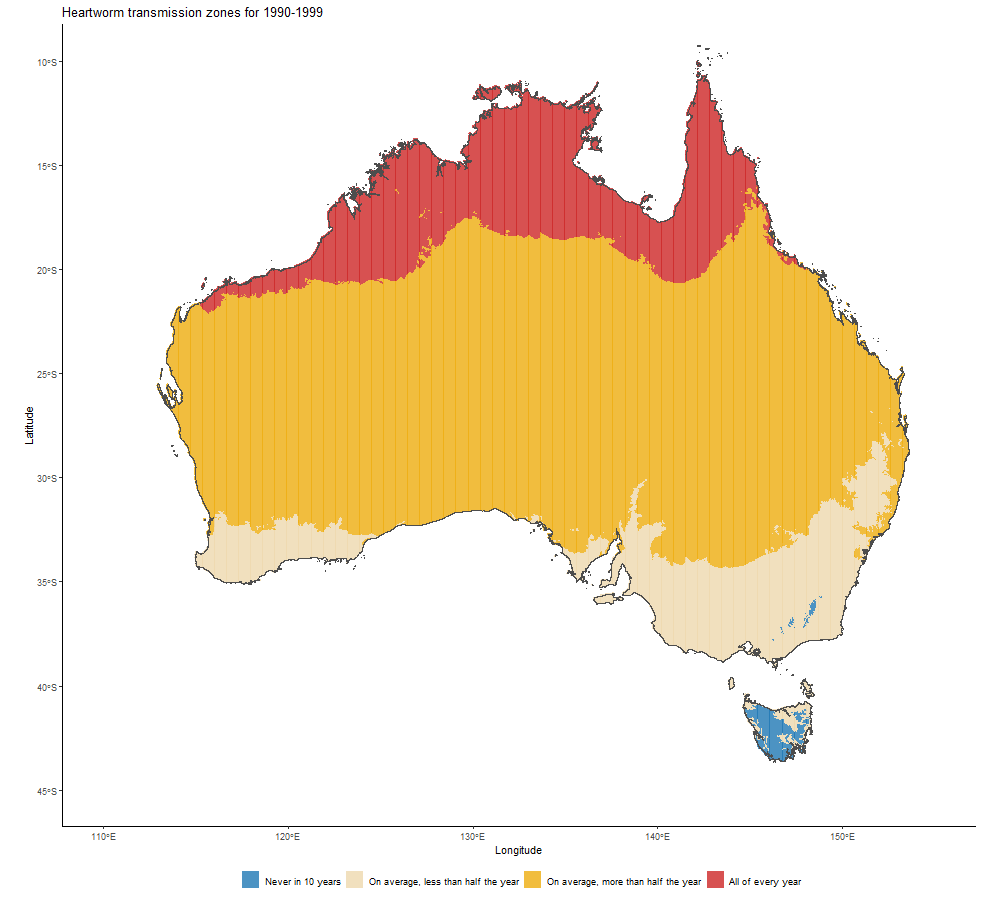 Heartworm transmission zones for 1990-1999
10°S
15°S
20°S
25°S
30°S
35°S
40°S
45°S
Latitude
110°E 120°E 130°E 140°E 150°E
Longitude
Never in 10 years On average, less than half the year On average, more than half the year All of every year